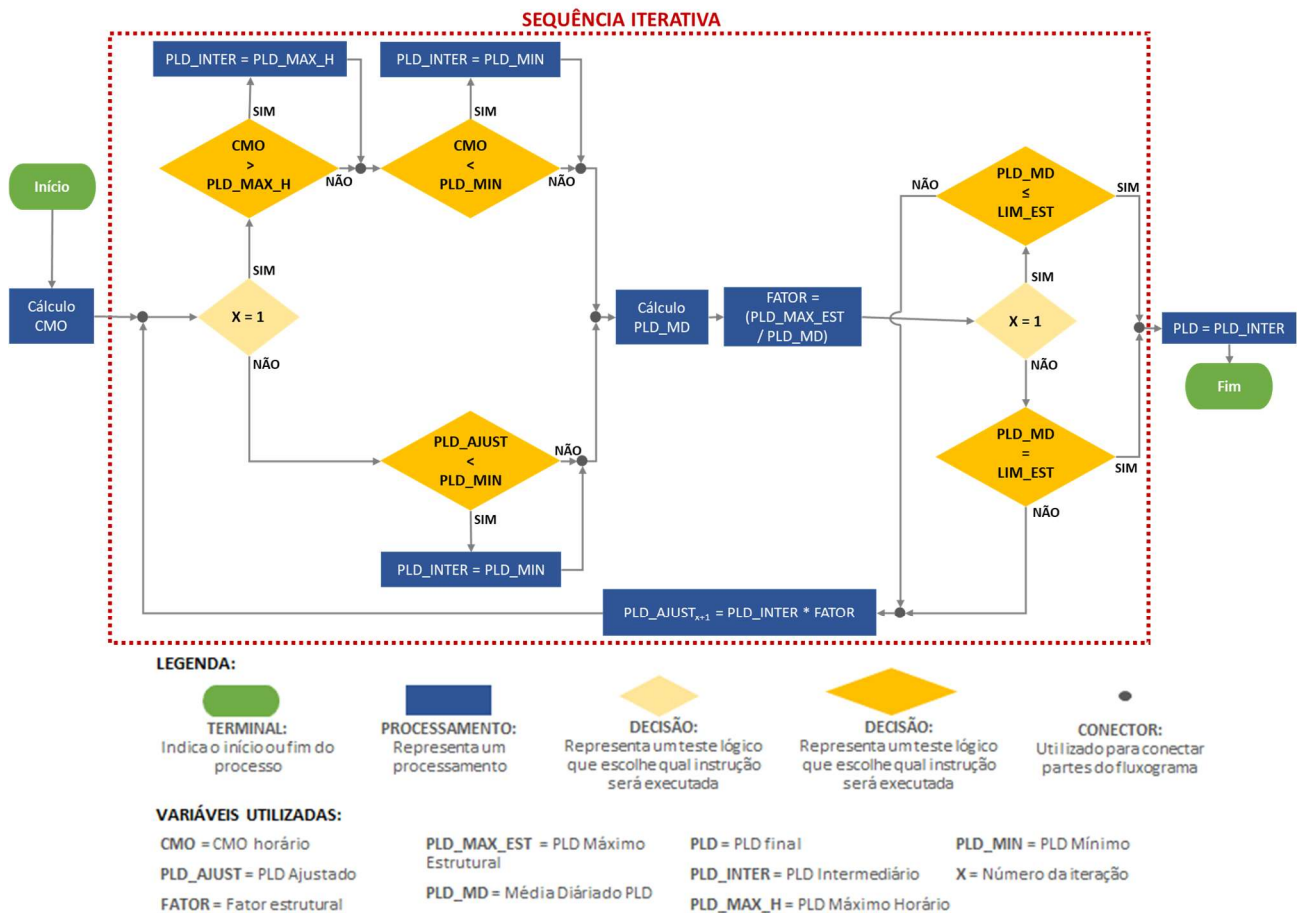 SEQUÊNCIA ITERATIVA
PLD_INTER = PLD_MAX_H
PLD_INTER = PLD_MIN
SIM
SIM
CMO
>
PLD_MAX_H
NÃO
CMO
<
PLD_MIN
NÃO
NÃO
PLD_MD
≤
LIM_EST
SIM
Início
SIM
SIM
Cálculo
CMO
X = 1
Cálculo
PLD_MD
FATOR =
(PLD_MAX_EST
/ PLD_MD)
X = 1
PLD = PLD_INTER
NÃO
NÃO
Fim
PLD_AJUST
<
PLD_MIN
NÃO
PLD_MD
=
LIM_EST
SIM
SIM
NÃO
PLD_INTER = PLD_MIN
PLD_AJUSTx+1 = PLD_INTER * FATOR
LEGENDA:
TERMINAL:
Indica o início ou fim do
processo
PROCESSAMENTO:
Representa um
processamento
DECISÃO:
Representa um teste lógico
que escolhe qual instrução
será executada
DECISÃO:
Representa um teste lógico
que escolhe qual instrução
será executada
CONECTOR:
Utilizado para conectar
partes do fluxograma
VARIÁVEIS UTILIZADAS:
CMO = CMO horário
PLD_AJUST = PLD Ajustado
FATOR = Fator estrutural
PLD_MAX_EST = PLD Máximo
Estrutural
PLD_MD = Média Diária do PLD
PLD = PLD final
PLD_INTER = PLD Intermediário
PLD_MAX_H = PLD Máximo Horário
PLD_MIN = PLD Mínimo
X = Número da iteração